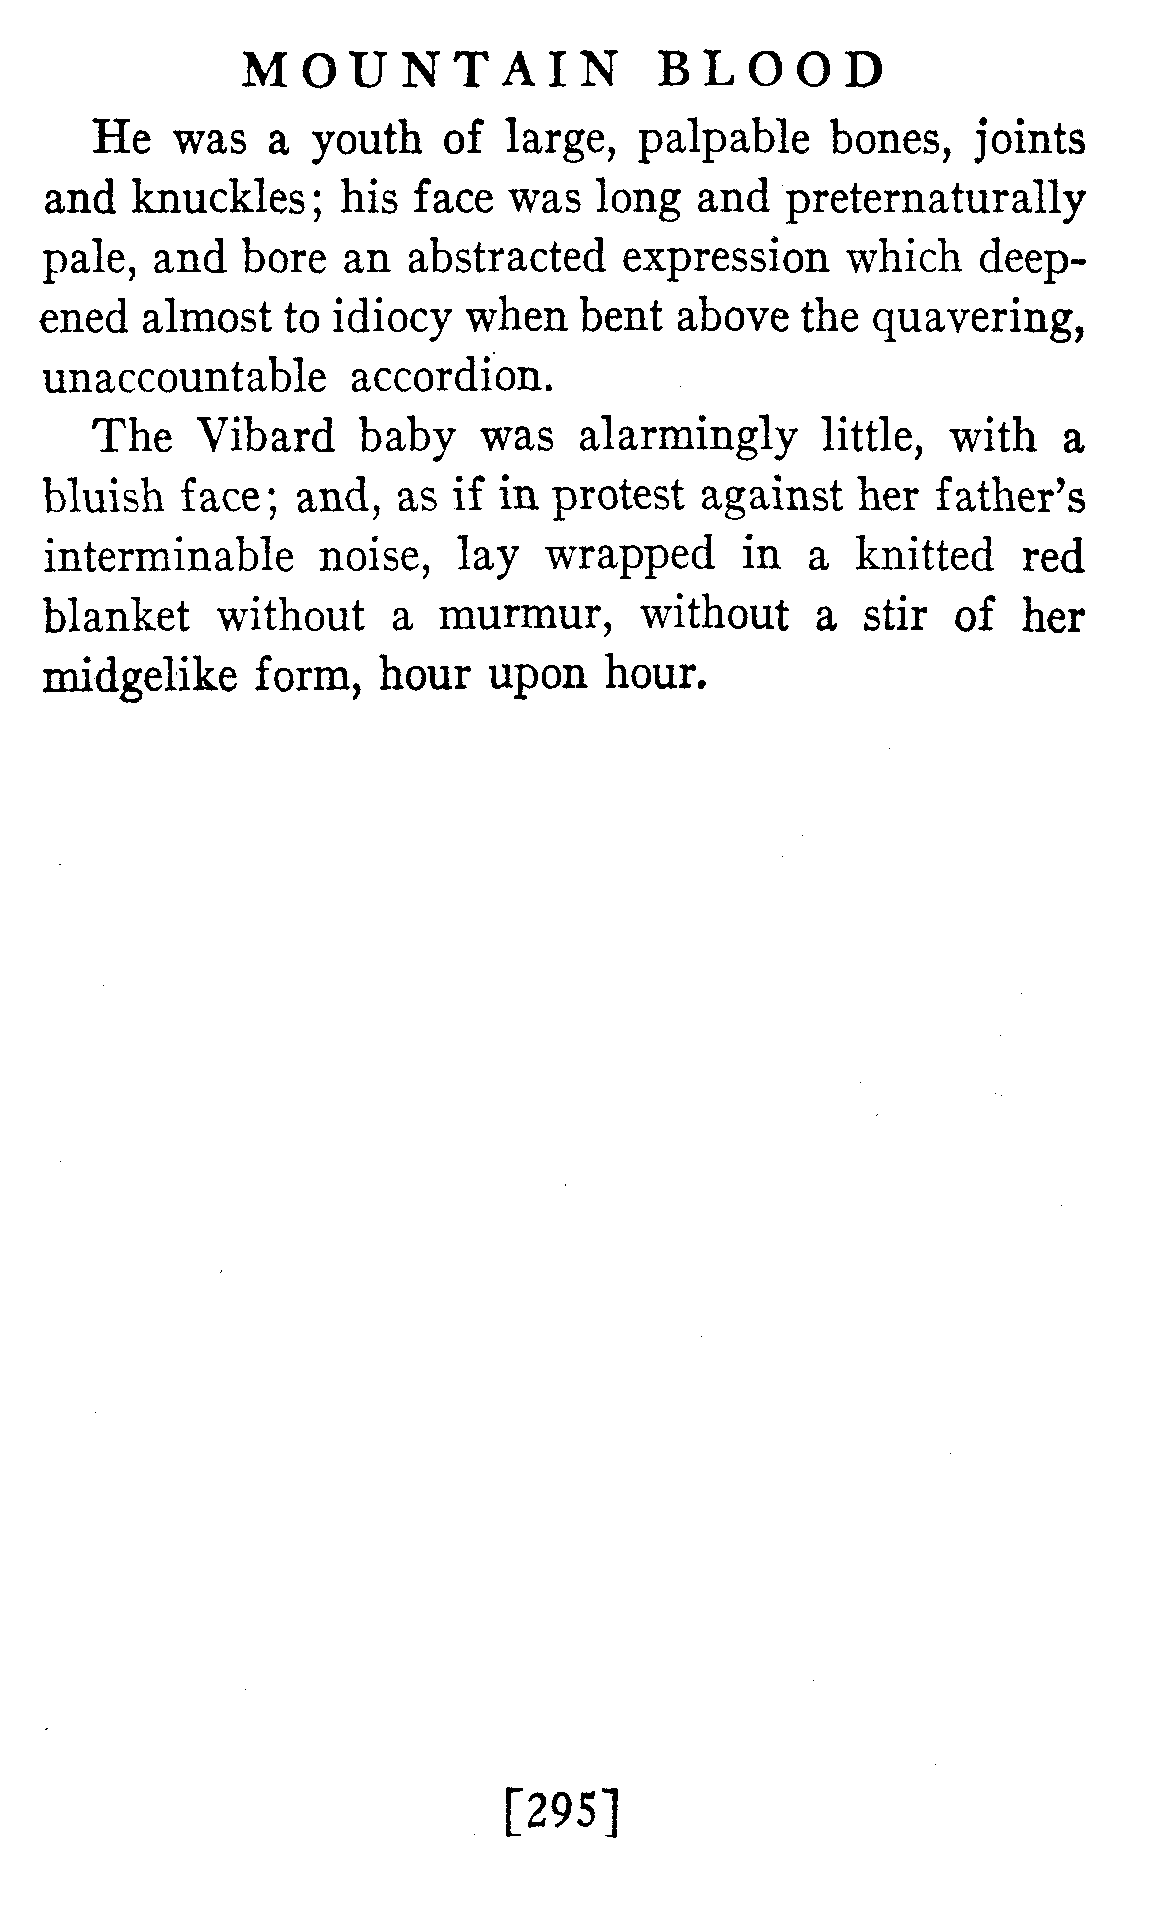 MOUNTAIN BLOOD
He was a youth of large, palpable bones, joints
and knuckles; his face was long and preternaturally
pale, and bore an abstracted expression which deep-
ened almost to idiocy when bent above the quavering,
unaccountable accordion.
The Vibard baby was alarmingly little, with a
bluish face; and, as if in protest against her father's
interminable noise, lay wrapped in a knitted red
blanket without a murmur, without a stir of her
midgelike form, hour upon hour.
[295]